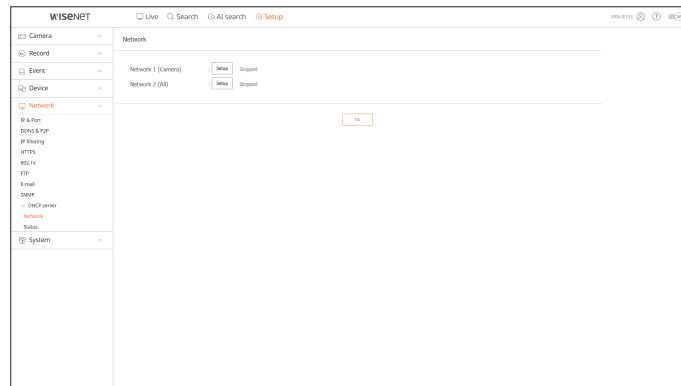 WISENET
Live Search AI search Setup
XRN-815S ?
Camera
Record
Event
Device
Network
IP & Port
DDNS & P2P
IP filtering
HTTPS
802.1x
FTP
E-mail
SNMP
DHCP server
Network
Status
System
Network
Network 1 (Camera) : Setup Stopped
Network 2 (All) : Setup Stopped
Ok